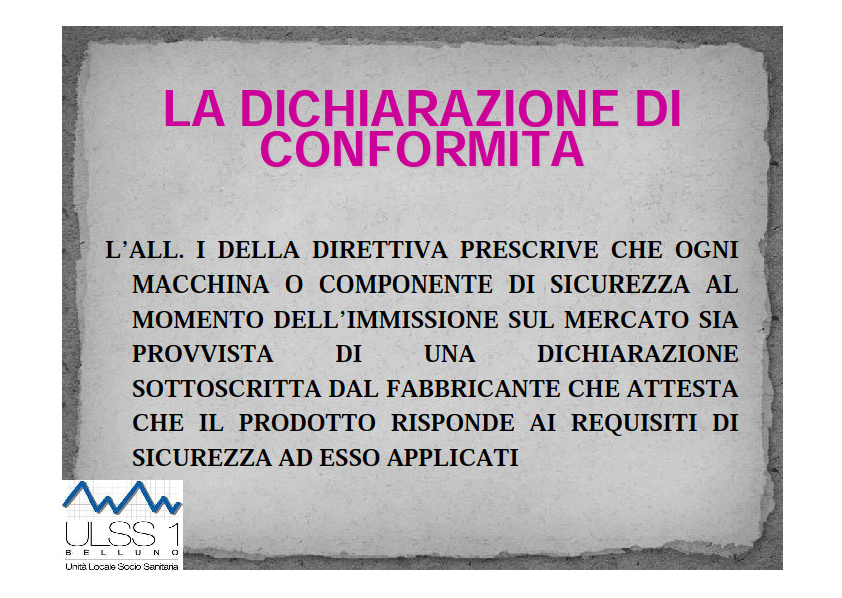 LA DICHIARAZIONE DI
CONFORMITA
L’ALL. I DELLA DIRETTIVA PRESCRIVE CHE OGNI
MACCHINA O COMPONENTE DI SICUREZZA AL
MOMENTO DELL’IMMISSIONE SUL MERCATO SIA
PROVVISTA DI UNA DICHIARAZIONE
SOTTOSCRITTA DAL FABBRICANTE CHE ATTESTA
CHE IL PRODOTTO RISPONDE AI REQUISITI DI
SICUREZZA AD ESSO APPLICATI
ULSS 1
BELLUNO
Unità Locale Socio Sanitaria